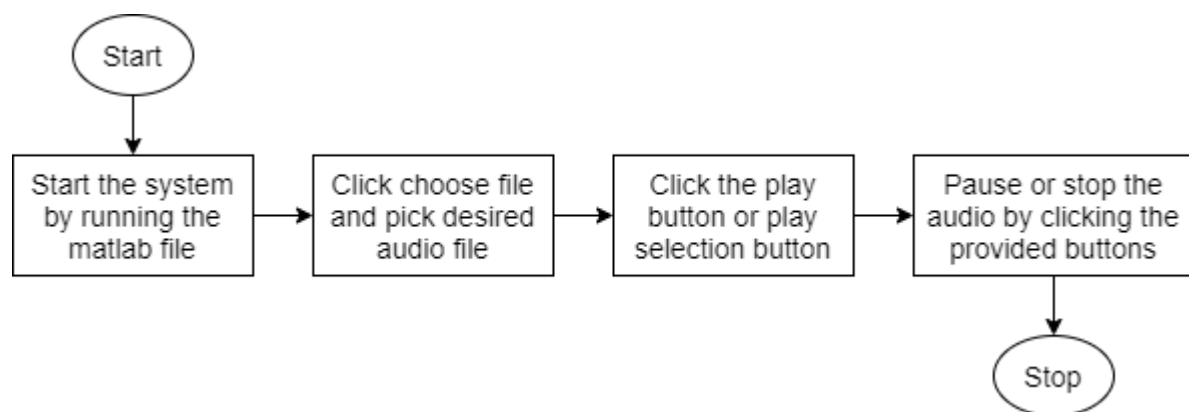 Start
Start the system
by running the
matlab file
Click choose file
and pick desired
audio file
Click the play
button or play
selection button
Pause or stop the
audio by clicking the
provided buttons
Stop